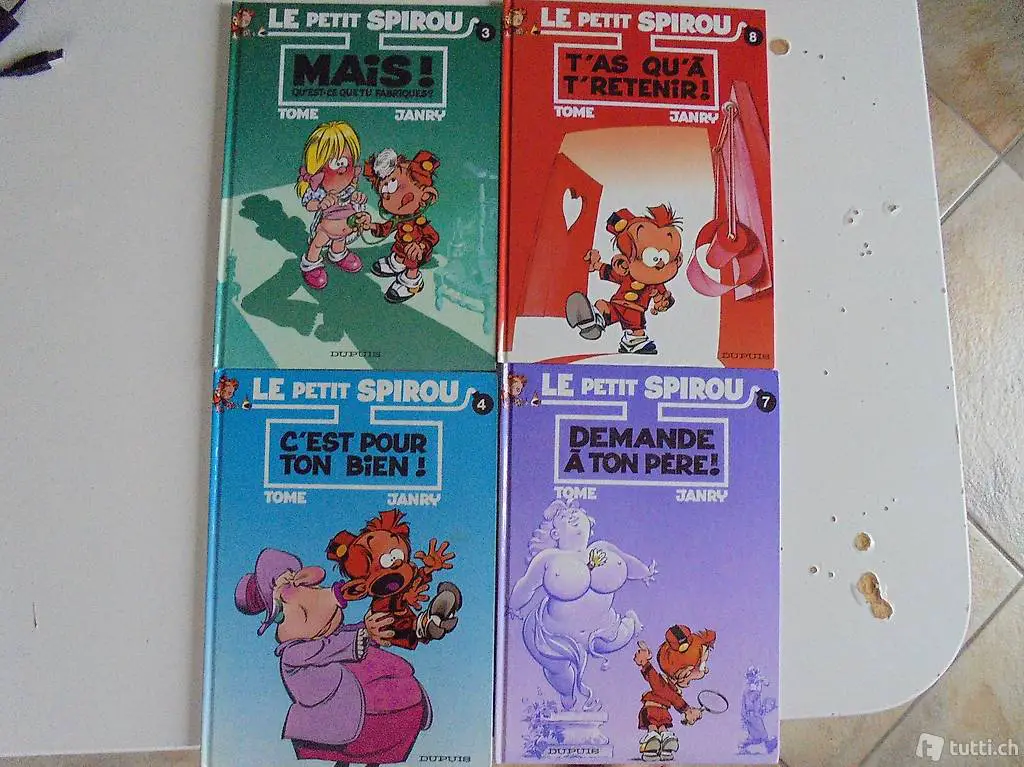 LE PETIT SPIROU
3
MAiS !
QU'EST-CE QUE TU FABRIQUES?
TOME JANRY
DUPUIS
LE PETIT SPIROU
8
T'AS QU'À
T'RETENiR !
TOME JANRY
DUPUIS
LE PETIT SPIROU
4
C'EST POUR
TON BiEN !
TOME JANRY
DUPUIS
LE PETIT SPIROU
7
DEMANDE
À TON PÈRE!
TOME JANRY
DUPUIS
tutti.ch